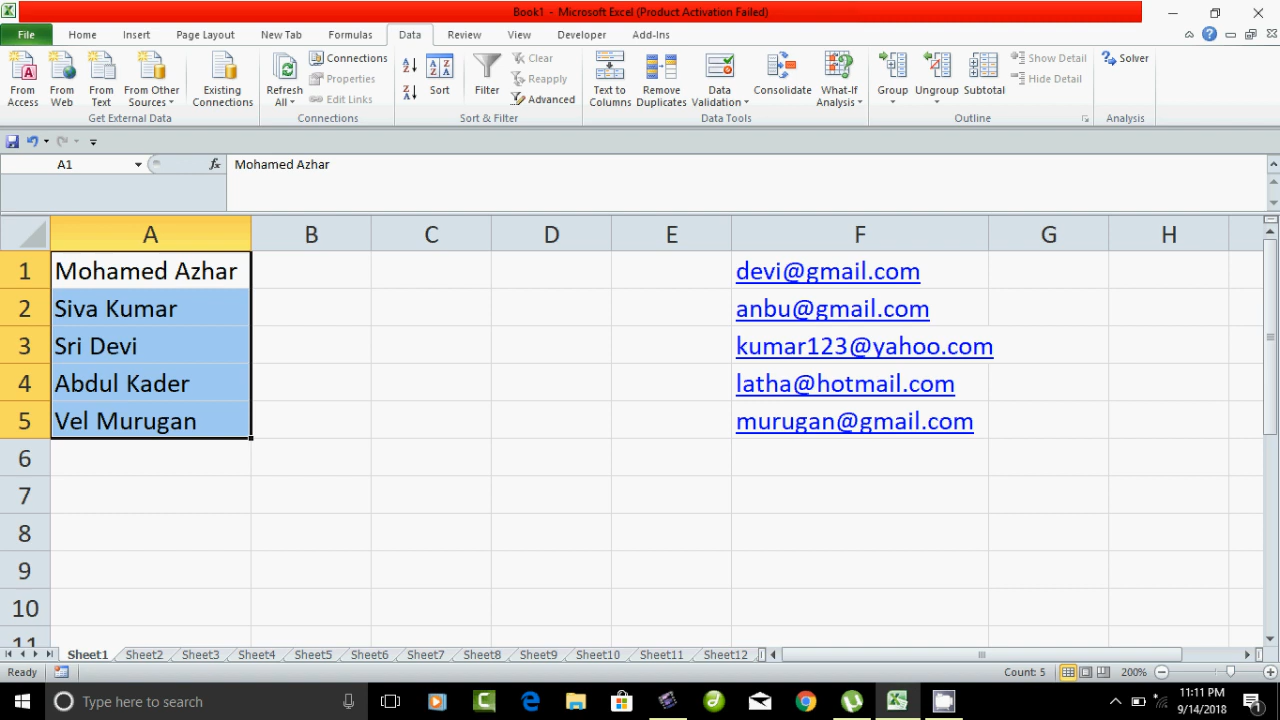 Book1 - Microsoft Excel (Product Activation Failed)
File Home Insert Page Layout New Tab Formulas Data Review View Developer Add-Ins
From Access
From Web
From Text
From Other Sources
Existing Connections
Get External Data
Refresh All
Connections
Properties
Edit Links
Connections
Sort
Filter
Clear
Reapply
Advanced
Sort & Filter
Text to Columns
Remove Duplicates
Data Validation
Consolidate
What-If Analysis
Data Tools
Group
Ungroup
Subtotal
Show Detail
Hide Detail
Outline
Solver
Analysis
A1 fx Mohamed Azhar
A B C D E F G H
1 Mohamed Azhar devi@gmail.com
2 Siva Kumar anbu@gmail.com
3 Sri Devi kumar123@yahoo.com
4 Abdul Kader latha@hotmail.com
5 Vel Murugan murugan@gmail.com
6
7
8
9
10
11
Sheet1 Sheet2 Sheet3 Sheet4 Sheet5 Sheet6 Sheet7 Sheet8 Sheet9 Sheet10 Sheet11 Sheet12
Ready Count: 5 200%
Type here to search
11:11 PM
9/14/2018